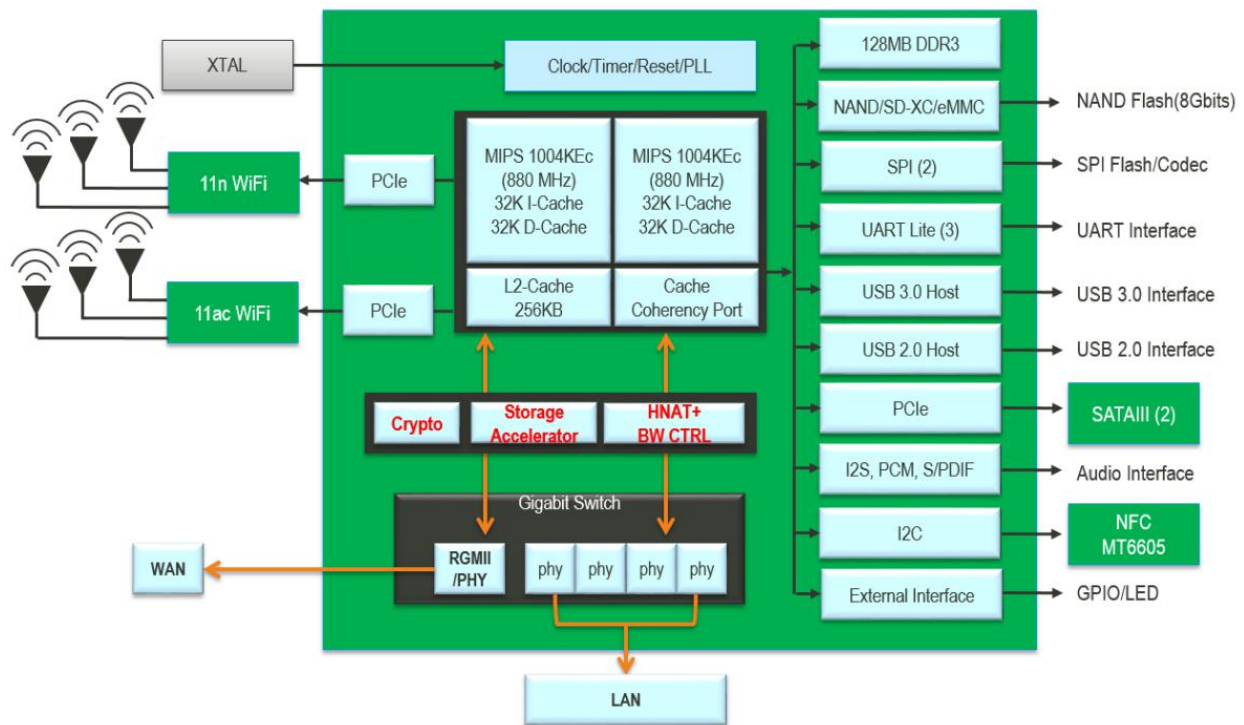 XTAL
Clock/Timer/Reset/PLL
128MB DDR3
NAND/SD-XC/eMMC
NAND Flash(8Gbits)
MIPS 1004KEc
(880 MHz)
32K I-Cache
32K D-Cache
MIPS 1004KEc
(880 MHz)
32K I-Cache
32K D-Cache
11n WiFi
PCIe
SPI (2)
SPI Flash/Codec
UART Lite (3)
UART Interface
11ac WiFi
PCIe
L2-Cache
256KB
Cache
Coherency Port
USB 3.0 Host
USB 3.0 Interface
USB 2.0 Host
USB 2.0 Interface
Crypto
Storage
Accelerator
HNAT+
BW CTRL
PCIe
SATAIII (2)
I2S, PCM, S/PDIF
Audio Interface
Gigabit Switch
I2C
NFC
MT6605
WAN
RGMII
/PHY
phy
phy
phy
phy
External Interface
GPIO/LED
LAN